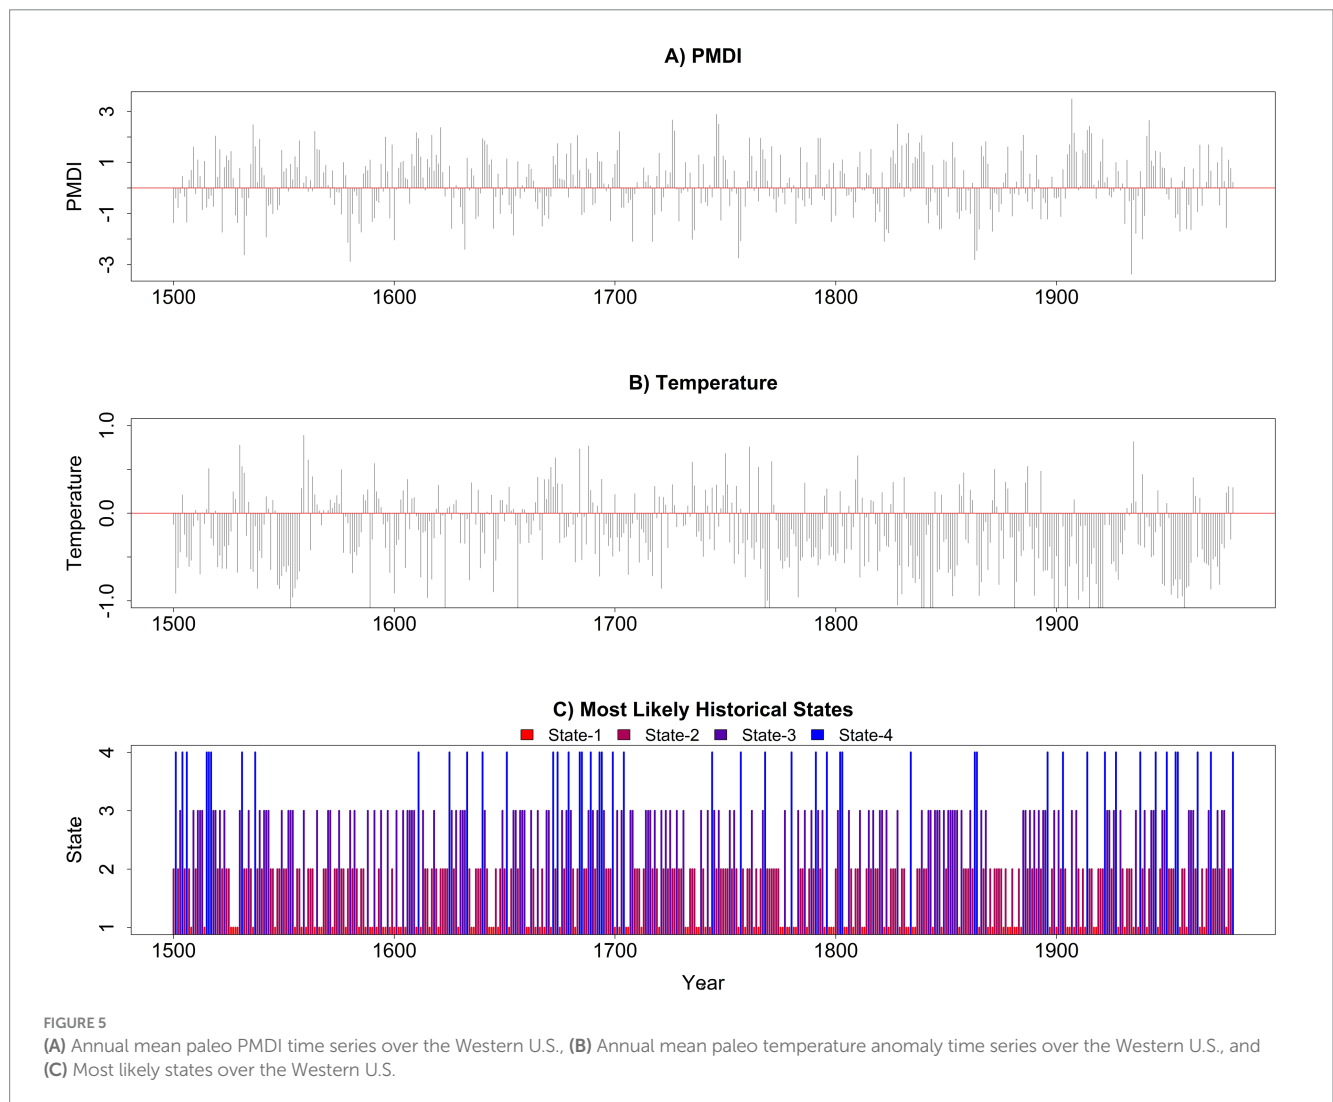 A) PMDI
PMDI
3
1
-1
-3
1500 1600 1700 1800 1900
B) Temperature
Temperature
1.0
0.0
-1.0
1500 1600 1700 1800 1900
C) Most Likely Historical States
State-1 State-2 State-3 State-4
State
4
3
2
1
1500 1600 1700 1800 1900
Year
FIGURE 5
(A) Annual mean paleo PMDI time series over the Western U.S., (B) Annual mean paleo temperature anomaly time series over the Western U.S., and
(C) Most likely states over the Western U.S.